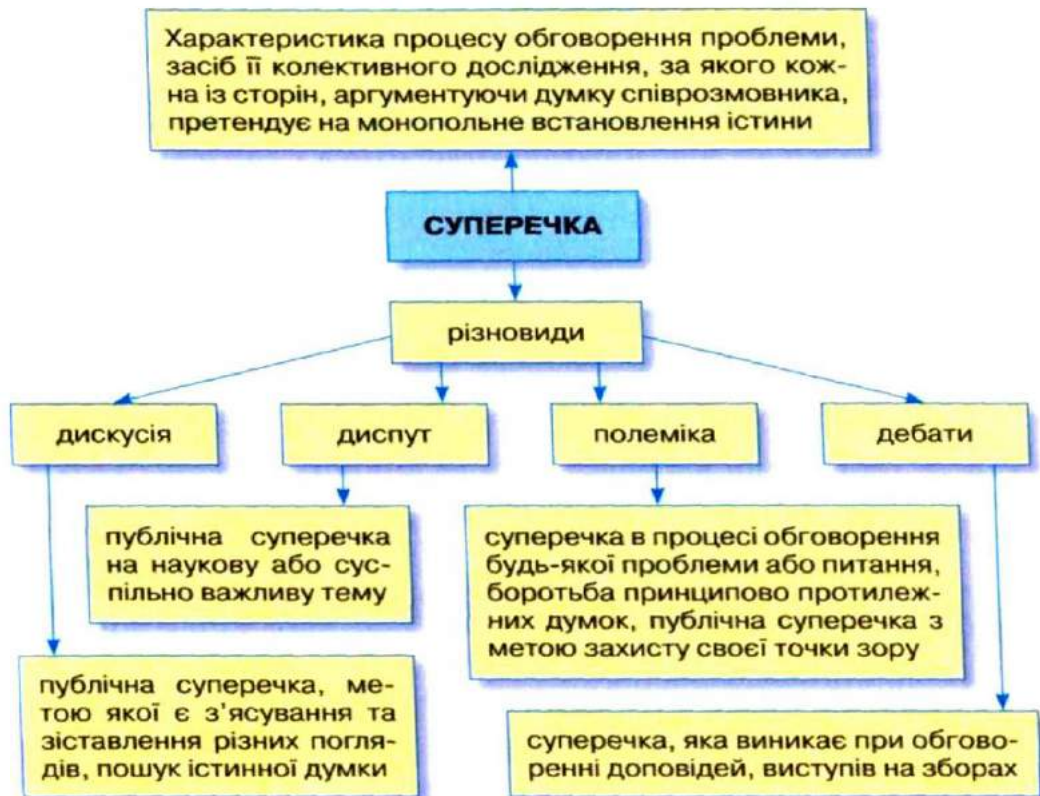 Характеристика процесу обговорення проблеми,
засіб її колективного дослідження, за якого кож-
на із сторін, аргументуючи думку співрозмовника,
претендує на монопольне встановлення істини
СУПЕРЕЧКА
різновиди
дискусія
диспут
полеміка
дебати
публічна суперечка
на наукову або сус-
пільно важливу тему
суперечка в процесі обговорення
будь-якої проблеми або питання,
боротьба принципово протилеж-
них думок, публічна суперечка з
метою захисту своєї точки зору
публічна суперечка, ме-
тою якої є з’ясування та
зіставлення різних погля-
дів, пошук істинної думки
суперечка, яка виникає при обгово-
ренні доповідей, виступів на зборах